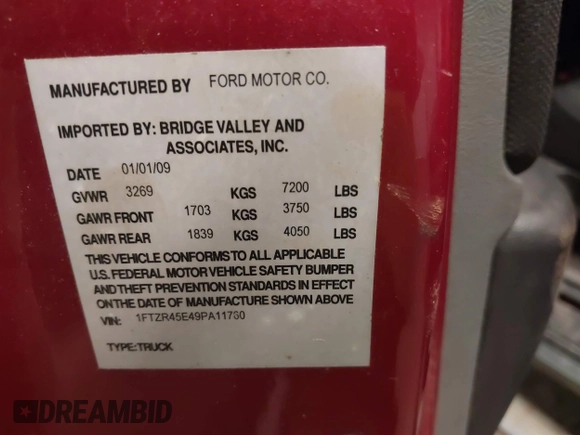 MANUFACTURED BY FORD MOTOR CO.
IMPORTED BY: BRIDGE VALLEY AND
ASSOCIATES, INC.
DATE 01/01/09
GVWR 3269 KGS 7200 LBS
GAWR FRONT 1703 KGS 3750 LBS
GAWR REAR 1839 KGS 4050 LBS
THIS VEHICLE CONFORMS TO ALL APPLICABLE
U.S. FEDERAL MOTOR VEHICLE SAFETY BUMPER
AND THEFT PREVENTION STANDARDS IN EFFECT
ON THE DATE OF MANUFACTURE SHOWN ABOVE
VIN: 1FTZR45E49PA11780
TYPE:TRUCK
DREAMBID